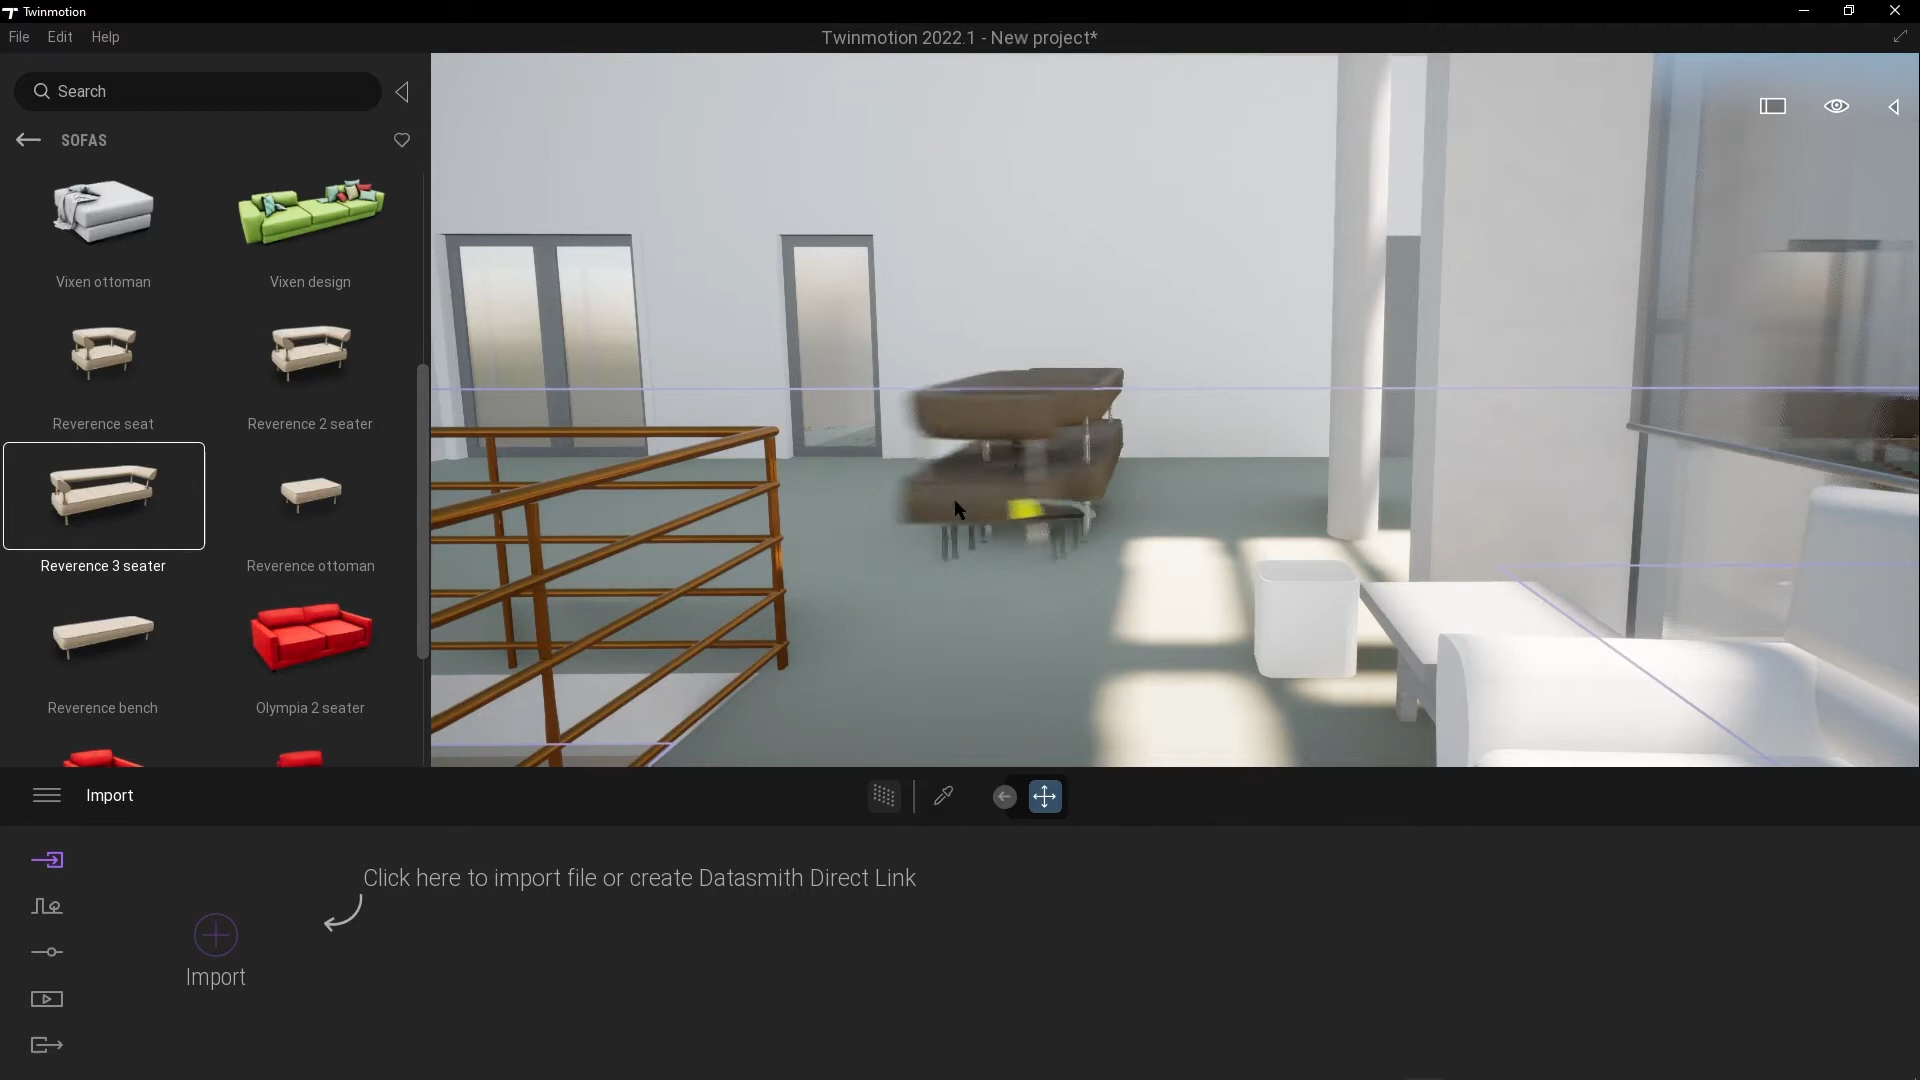 Twinmotion
File Edit Help
Twinmotion 2022.1 - New project*
Search
SOFAS
Vixen ottoman
Vixen design
Reverence seat
Reverence 2 seater
Reverence 3 seater
Reverence ottoman
Reverence bench
Olympia 2 seater
Import
Click here to import file or create Datasmith Direct Link
Import